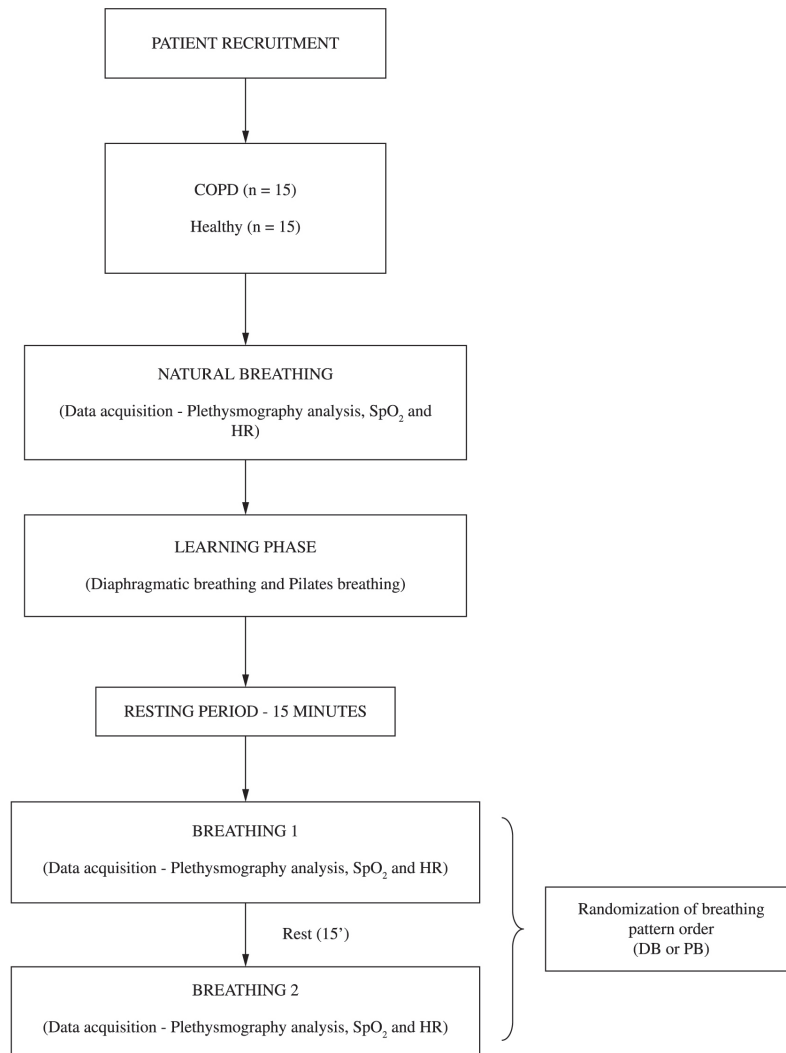 PATIENT RECRUITMENT
COPD (n = 15)
Healthy (n = 15)
NATURAL BREATHING
(Data acquisition - Plethysmography analysis, SpO₂ and
HR)
LEARNING PHASE
(Diaphragmatic breathing and Pilates breathing)
RESTING PERIOD - 15 MINUTES
BREATHING 1
(Data acquisition - Plethysmography analysis, SpO₂ and HR)
Rest (15’)
BREATHING 2
(Data acquisition - Plethysmography analysis, SpO₂ and HR)
Randomization of breathing
pattern order
(DB or PB)